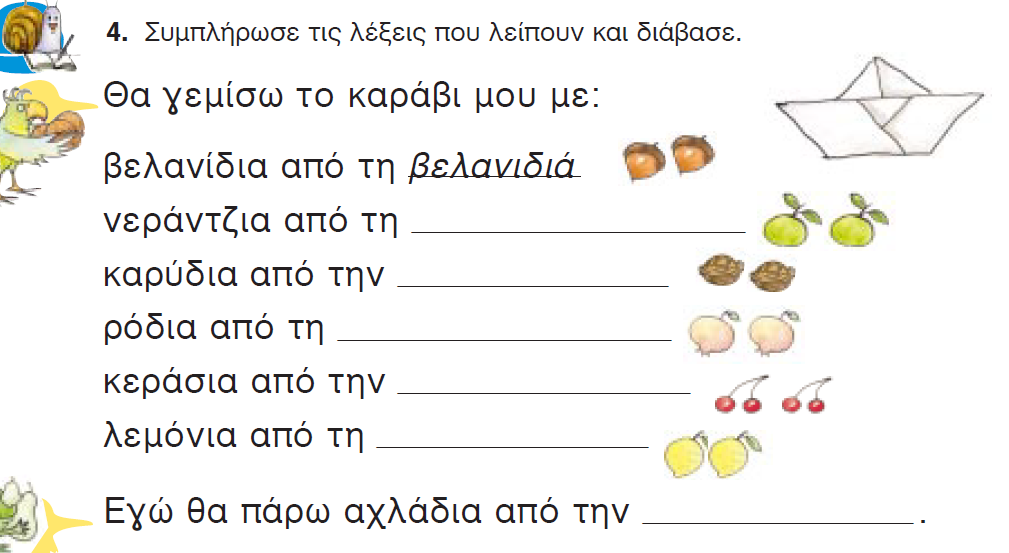 4. Συμπλήρωσε τις λέξεις που λείπουν και διάβασε.
Θα γεμίσω το καράβι μου με:
βελανίδια από τη βελανιδιά
νεράντζια από τη
καρύδια από την
ρόδια από τη
κεράσια από την
λεμόνια από τη
Εγώ θα πάρω αχλάδια από την .